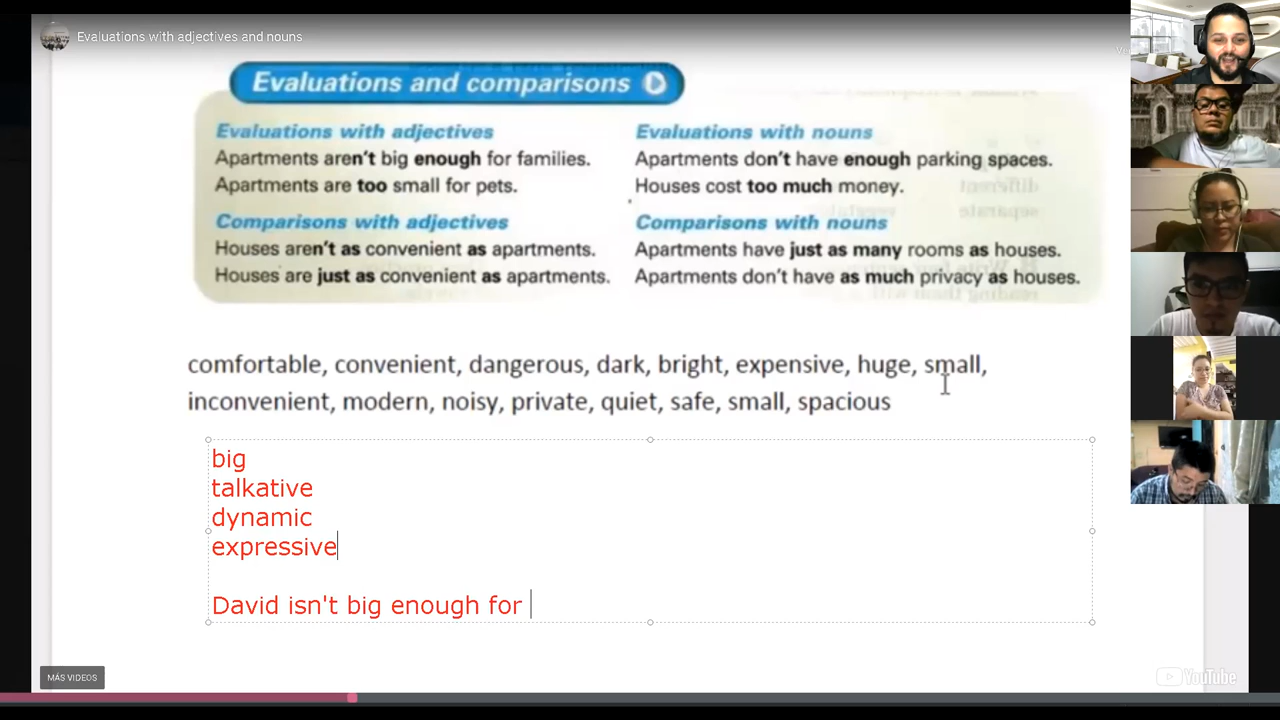 Evaluations with adjectives and nouns
Evaluations and comparisons
Evaluations with adjectives
Apartments aren't big enough for families.
Apartments are too small for pets.
Comparisons with adjectives
Houses aren't as convenient as apartments.
Houses are just as convenient as apartments.
Evaluations with nouns
Apartments don't have enough parking spaces.
Houses cost too much money.
Comparisons with nouns
Apartments have just as many rooms as houses.
Apartments don't have as much privacy as houses.
comfortable, convenient, dangerous, dark, bright, expensive, huge, small,
inconvenient, modern, noisy, private, quiet, safe, small, spacious
big
talkative
dynamic
expressive
David isn't big enough for
MÁS VIDEOS
YouTube